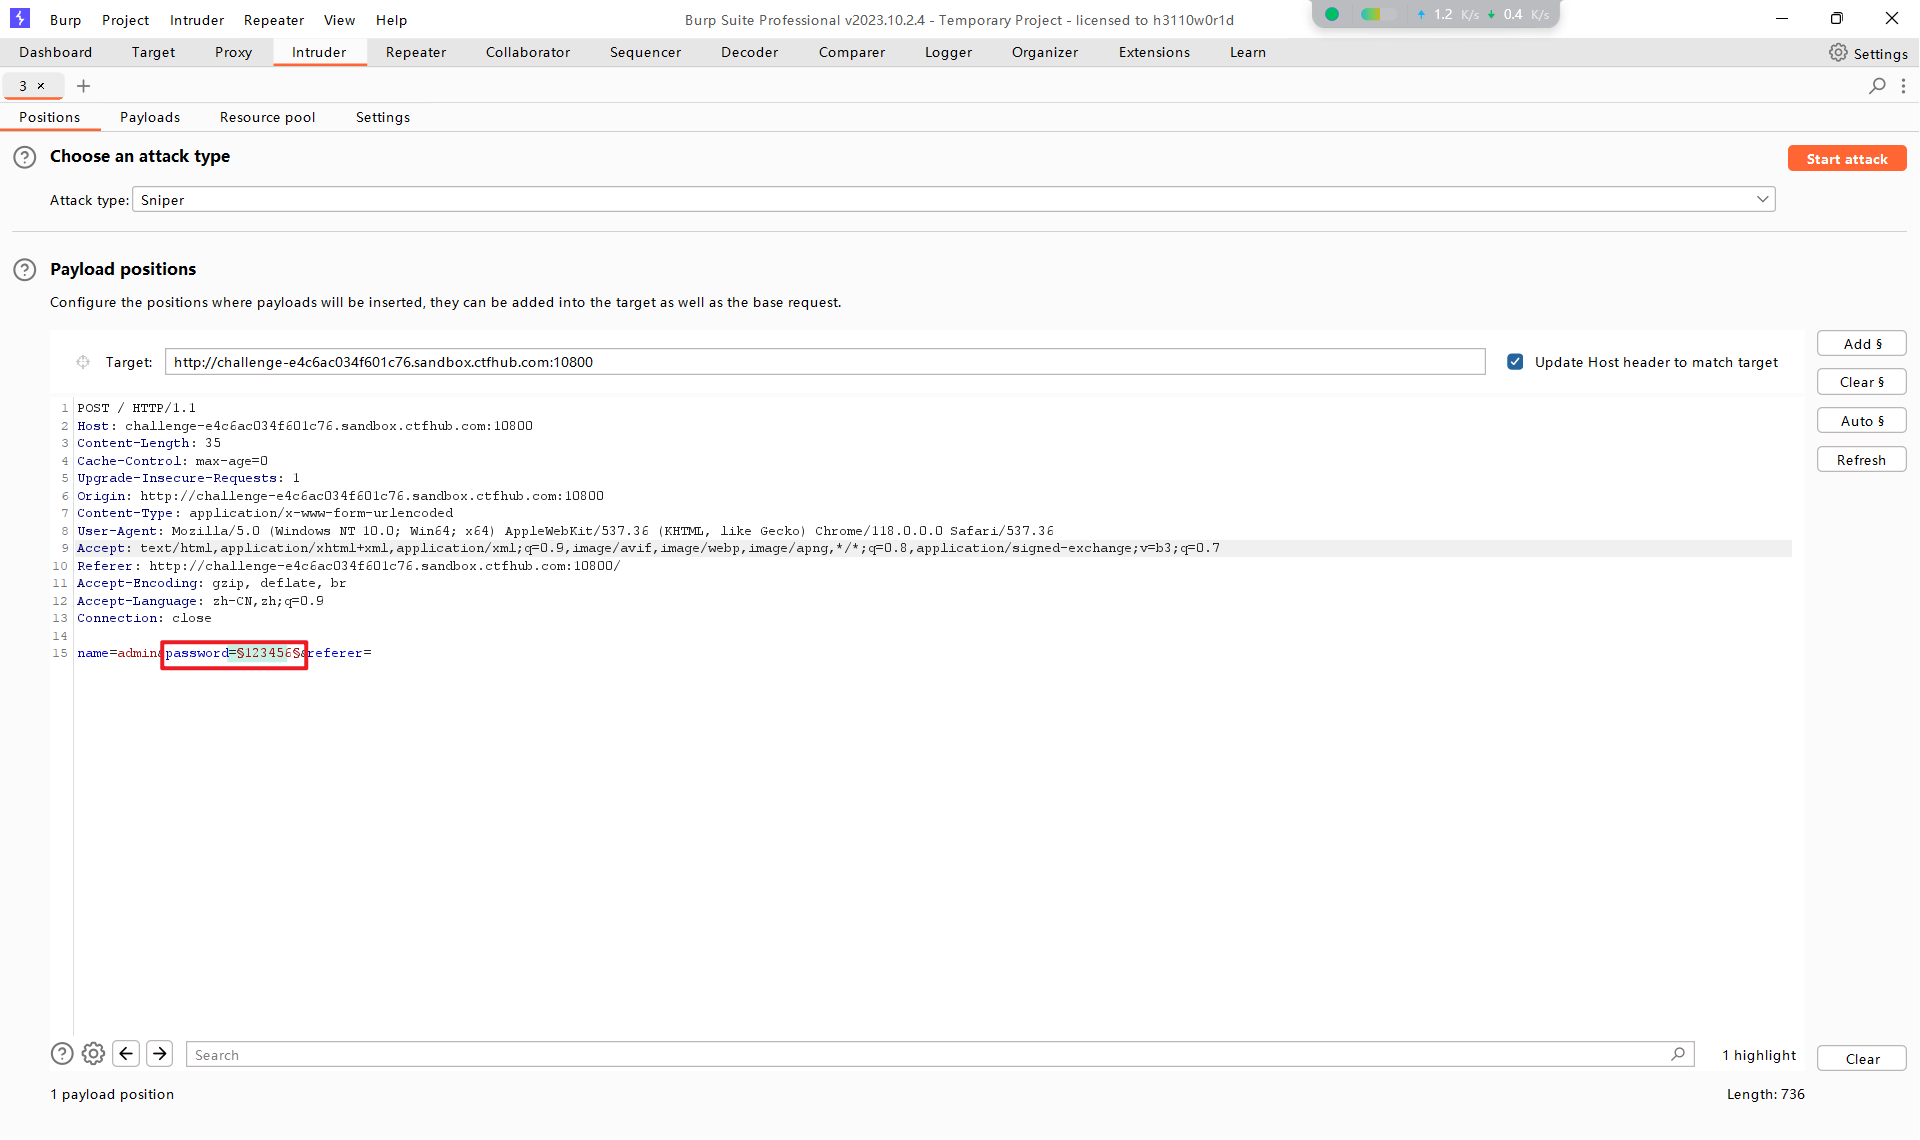 Burp Project Intruder Repeater View Help
Burp Suite Professional v2023.10.2.4 - Temporary Project - licensed to h3110w0r1d
1.2 K/s 0.4 K/s
Dashboard Target Proxy Intruder Repeater Collaborator Sequencer Decoder Comparer Logger Organizer Extensions Learn Settings
3 × +
Positions Payloads Resource pool Settings
Choose an attack type
Start attack
Attack type: Sniper
Payload positions
Configure the positions where payloads will be inserted, they can be added into the target as well as the base request.
Target: http://challenge-e4c6ac034f601c76.sandbox.ctfhub.com:10800
Update Host header to match target
Add §
Clear §
Auto §
Refresh
1 POST / HTTP/1.1
2 Host: challenge-e4c6ac034f601c76.sandbox.ctfhub.com:10800
3 Content-Length: 35
4 Cache-Control: max-age=0
5 Upgrade-Insecure-Requests: 1
6 Origin: http://challenge-e4c6ac034f601c76.sandbox.ctfhub.com:10800
7 Content-Type: application/x-www-form-urlencoded
8 User-Agent: Mozilla/5.0 (Windows NT 10.0; Win64; x64) AppleWebKit/537.36 (KHTML, like Gecko) Chrome/118.0.0.0 Safari/537.36
9 Accept: text/html,application/xhtml+xml,application/xml;q=0.9,image/avif,image/webp,image/apng,*/*;q=0.8,application/signed-exchange;v=b3;q=0.7
10 Referer: http://challenge-e4c6ac034f601c76.sandbox.ctfhub.com:10800/
11 Accept-Encoding: gzip, deflate, br
12 Accept-Language: zh-CN,zh;q=0.9
13 Connection: close
14
15 name=admin&password=§123456§&referer=
Search
1 highlight
Clear
1 payload position
Length: 736